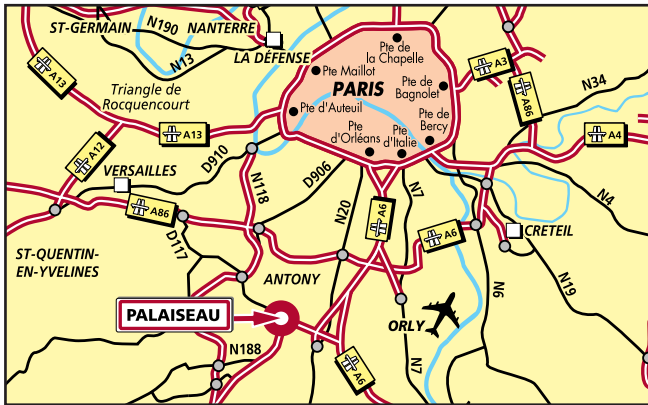 ST-GERMAIN
N190
NANTERRE
N13
LA DÉFENSE
Pte de
la Chapelle
A3
A13
Pte Maillot
PARIS
Pte de
Bagnolet
N34
Triangle de
Rocquencourt
A86
Pte d'Auteuil
Pte de
Bercy
A13
Pte
d'Orléans
Pte
d'Italie
A4
A12
D910
VERSAILLES
D906
N118
N7
N4
A86
N20
A6
D117
A6
CRETEIL
ST-QUENTIN-
EN-YVELINES
ANTONY
N6
N19
PALAISEAU
ORLY
N188
A6
N7